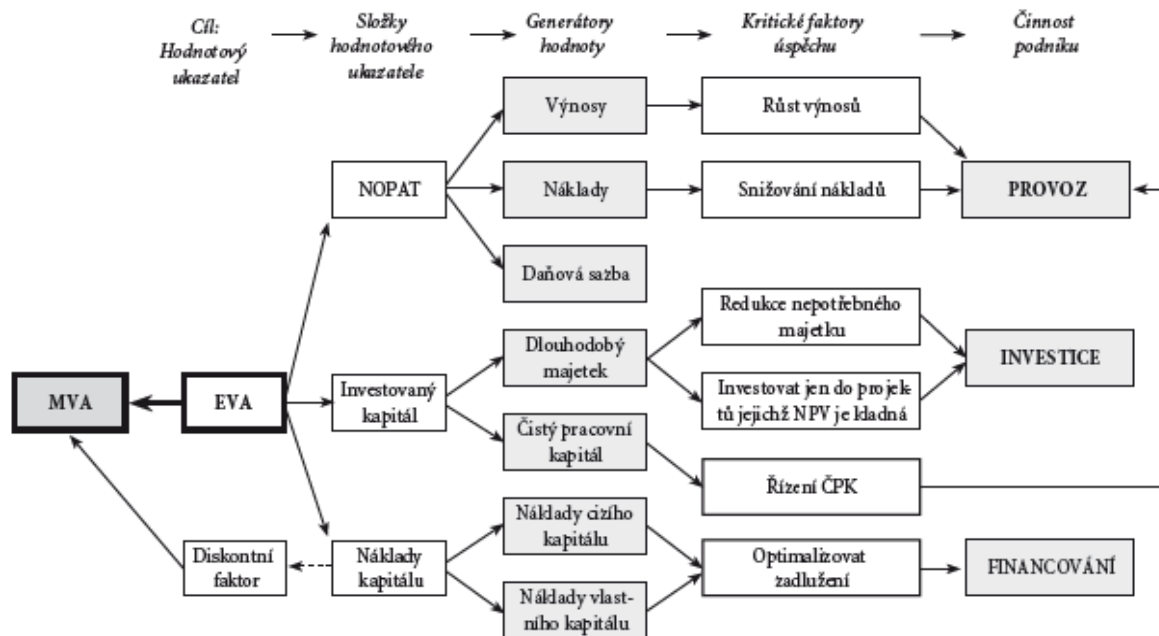 Cíl:
Hodnotový
ukazatel
Složky
hodnotového
ukazatele
Generátory
hodnoty
Kritické faktory
úspěchu
Činnost
podniku
Výnosy
Růst výnosů
NOPAT
Náklady
Snižování nákladů
PROVOZ
Daňová sazba
Redukce nepotřebného
majetku
Dlouhodobý
majetek
INVESTICE
MVA
EVA
Investovaný
kapitál
Investovat jen do projek-
tů jejichž NPV je kladná
Čistý pracovní
kapitál
Řízení ČPK
Náklady cizího
kapitálu
Diskontní
faktor
Náklady
kapitálu
Optimalizovat
zadlužení
FINANCOVÁNÍ
Náklady vlast-
ního kapitálu